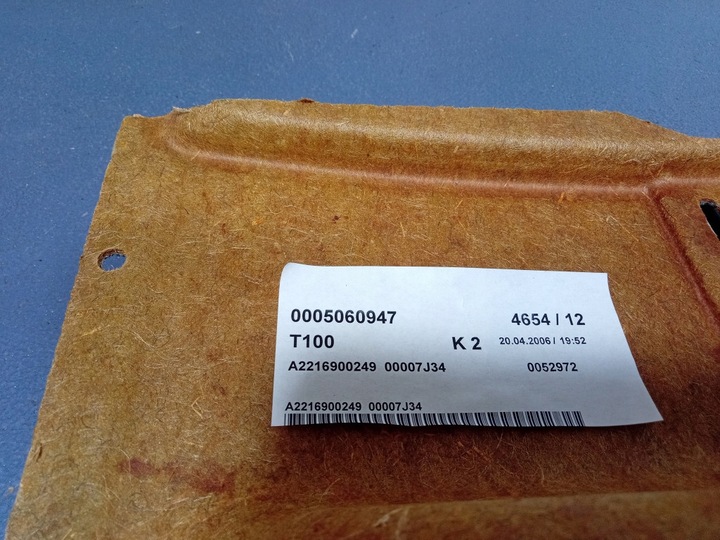 0005060947 4654 / 12
T100 K 2 20.04.2006 / 19:52
A2216900249 00007J34 0052972
A2216900249 00007J34